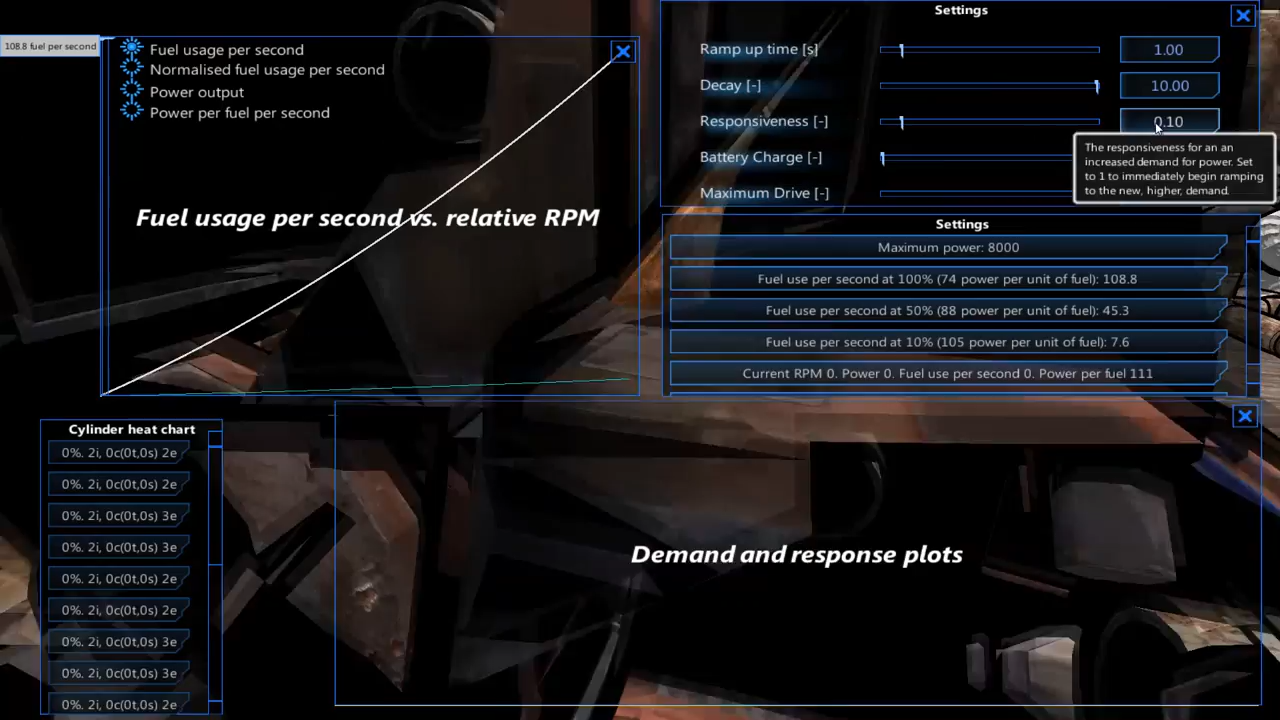 108.8 fuel per second
Fuel usage per second
Normalised fuel usage per second
Power output
Power per fuel per second
Fuel usage per second vs. relative RPM
Settings
Ramp up time [s]
1.00
Decay [-]
10.00
Responsiveness [-]
0.10
Battery Charge [-]
Maximum Drive [-]
The responsiveness for an an
increased demand for power. Set
to 1 to immediately begin ramping
to the new, higher, demand.
Settings
Maximum power: 8000
Fuel use per second at 100% (74 power per unit of fuel): 108.8
Fuel use per second at 50% (88 power per unit of fuel): 45.3
Fuel use per second at 10% (105 power per unit of fuel): 7.6
Current RPM 0. Power 0. Fuel use per second 0. Power per fuel 111
Cylinder heat chart
0%. 2i, 0c(0t,0s) 2e
0%. 2i, 0c(0t,0s) 2e
0%. 2i, 0c(0t,0s) 3e
0%. 2i, 0c(0t,0s) 3e
0%. 2i, 0c(0t,0s) 2e
0%. 2i, 0c(0t,0s) 2e
0%. 2i, 0c(0t,0s) 3e
0%. 2i, 0c(0t,0s) 3e
0%. 2i, 0c(0t,0s) 2e
Demand and response plots